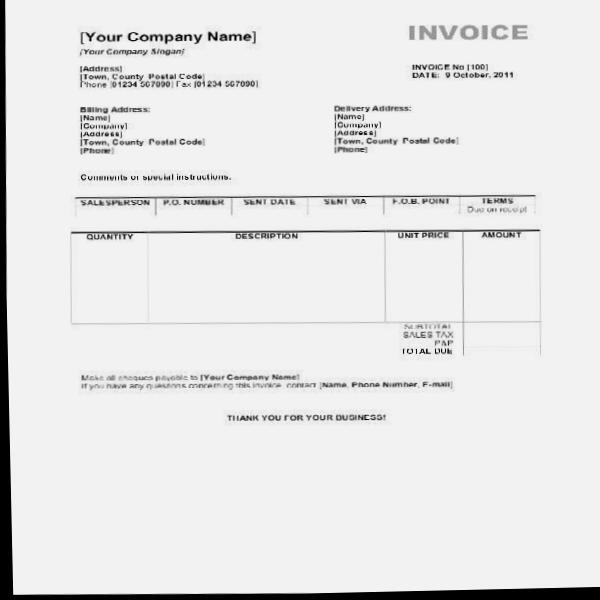 [Your Company Name]
INVOICE
[Your Company Slogan]
[Address]
[Town, County Postal Code]
Phone [01234 567890] Fax [01234 567890]
INVOICE No [100]
DATE: 9 October, 2011
Billing Address:
[Name]
[Company]
[Address]
[Town, County Postal Code]
[Phone]
Delivery Address:
[Name]
[Company]
[Address]
[Town, County Postal Code]
[Phone]
Comments or special instructions:
SALESPERSON P.O. NUMBER SENT DATE SENT VIA F.O.B. POINT TERMS
Due on receipt
QUANTITY DESCRIPTION UNIT PRICE AMOUNT
SUBTOTAL
SALES TAX
P&P
TOTAL DUE
Make all cheques payable to [Your Company Name]
If you have any questions concerning this invoice, contact [Name, Phone Number, E-mail]
THANK YOU FOR YOUR BUSINESS!